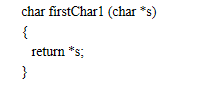 char firstChar1 (char *s)
{
return *s;
}